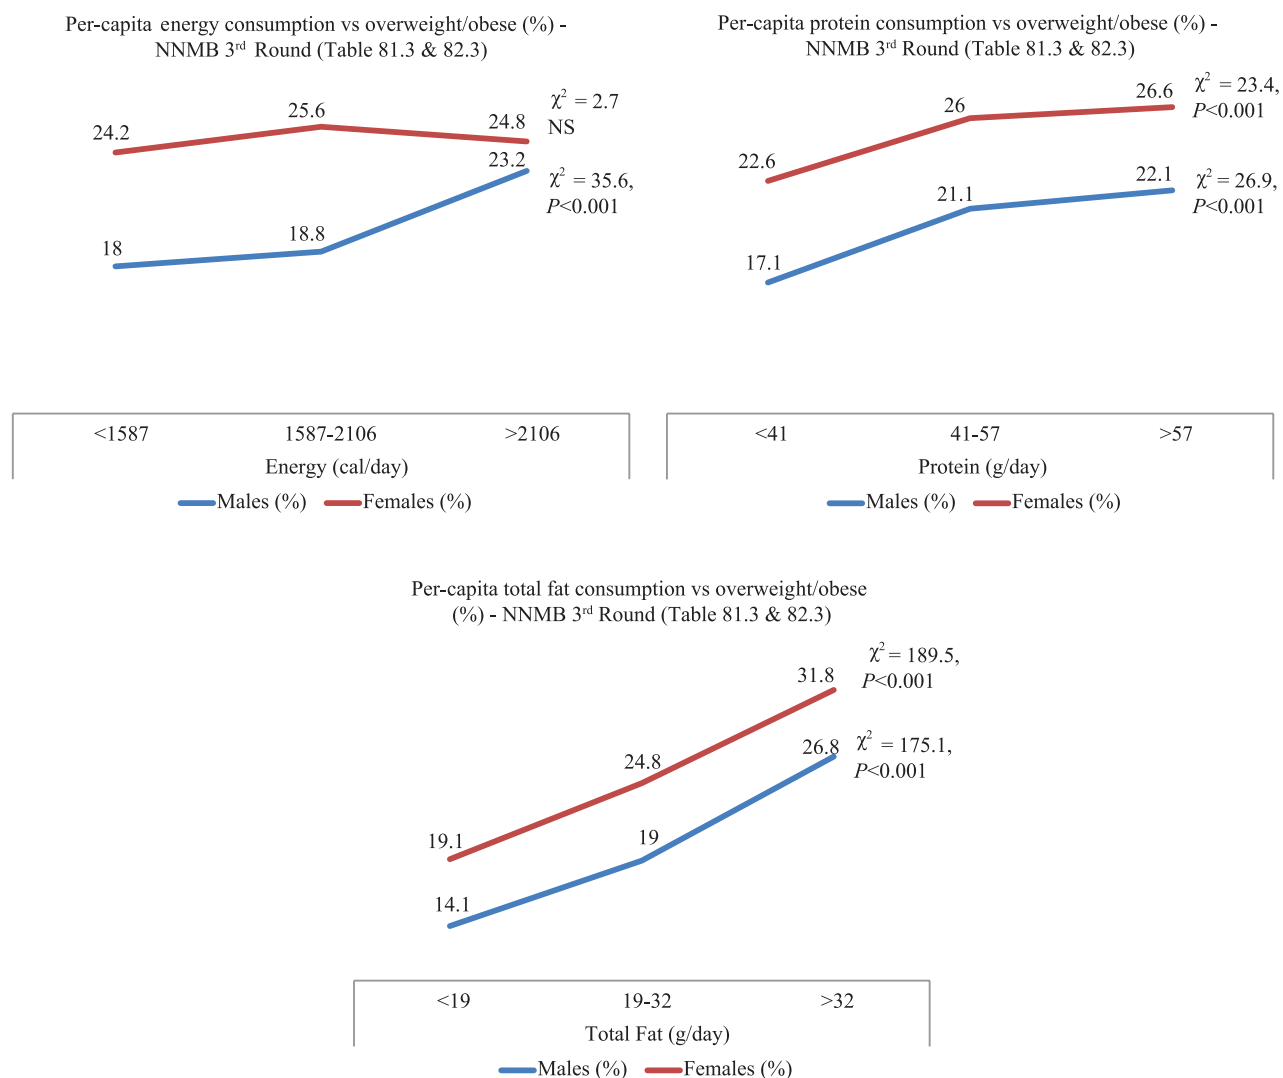 Per-capita energy consumption vs overweight/obese (%) -
NNMB 3rd Round (Table 81.3 & 82.3)
24.2
25.6
24.8
χ² = 2.7
NS
18
18.8
23.2
χ² = 35.6,
P<0.001
<1587 1587-2106 >2106
Energy (cal/day)
Males (%) Females (%)
Per-capita protein consumption vs overweight/obese (%) -
NNMB 3rd Round (Table 81.3 & 82.3)
22.6
26
26.6
χ² = 23.4,
P<0.001
17.1
21.1
22.1
χ² = 26.9,
P<0.001
<41 41-57 >57
Protein (g/day)
Males (%) Females (%)
Per-capita total fat consumption vs overweight/obese
(%) - NNMB 3rd Round (Table 81.3 & 82.3)
19.1
24.8
31.8
χ² = 189.5,
P<0.001
14.1
19
26.8
χ² = 175.1,
P<0.001
<19 19-32 >32
Total Fat (g/day)
Males (%) Females (%)